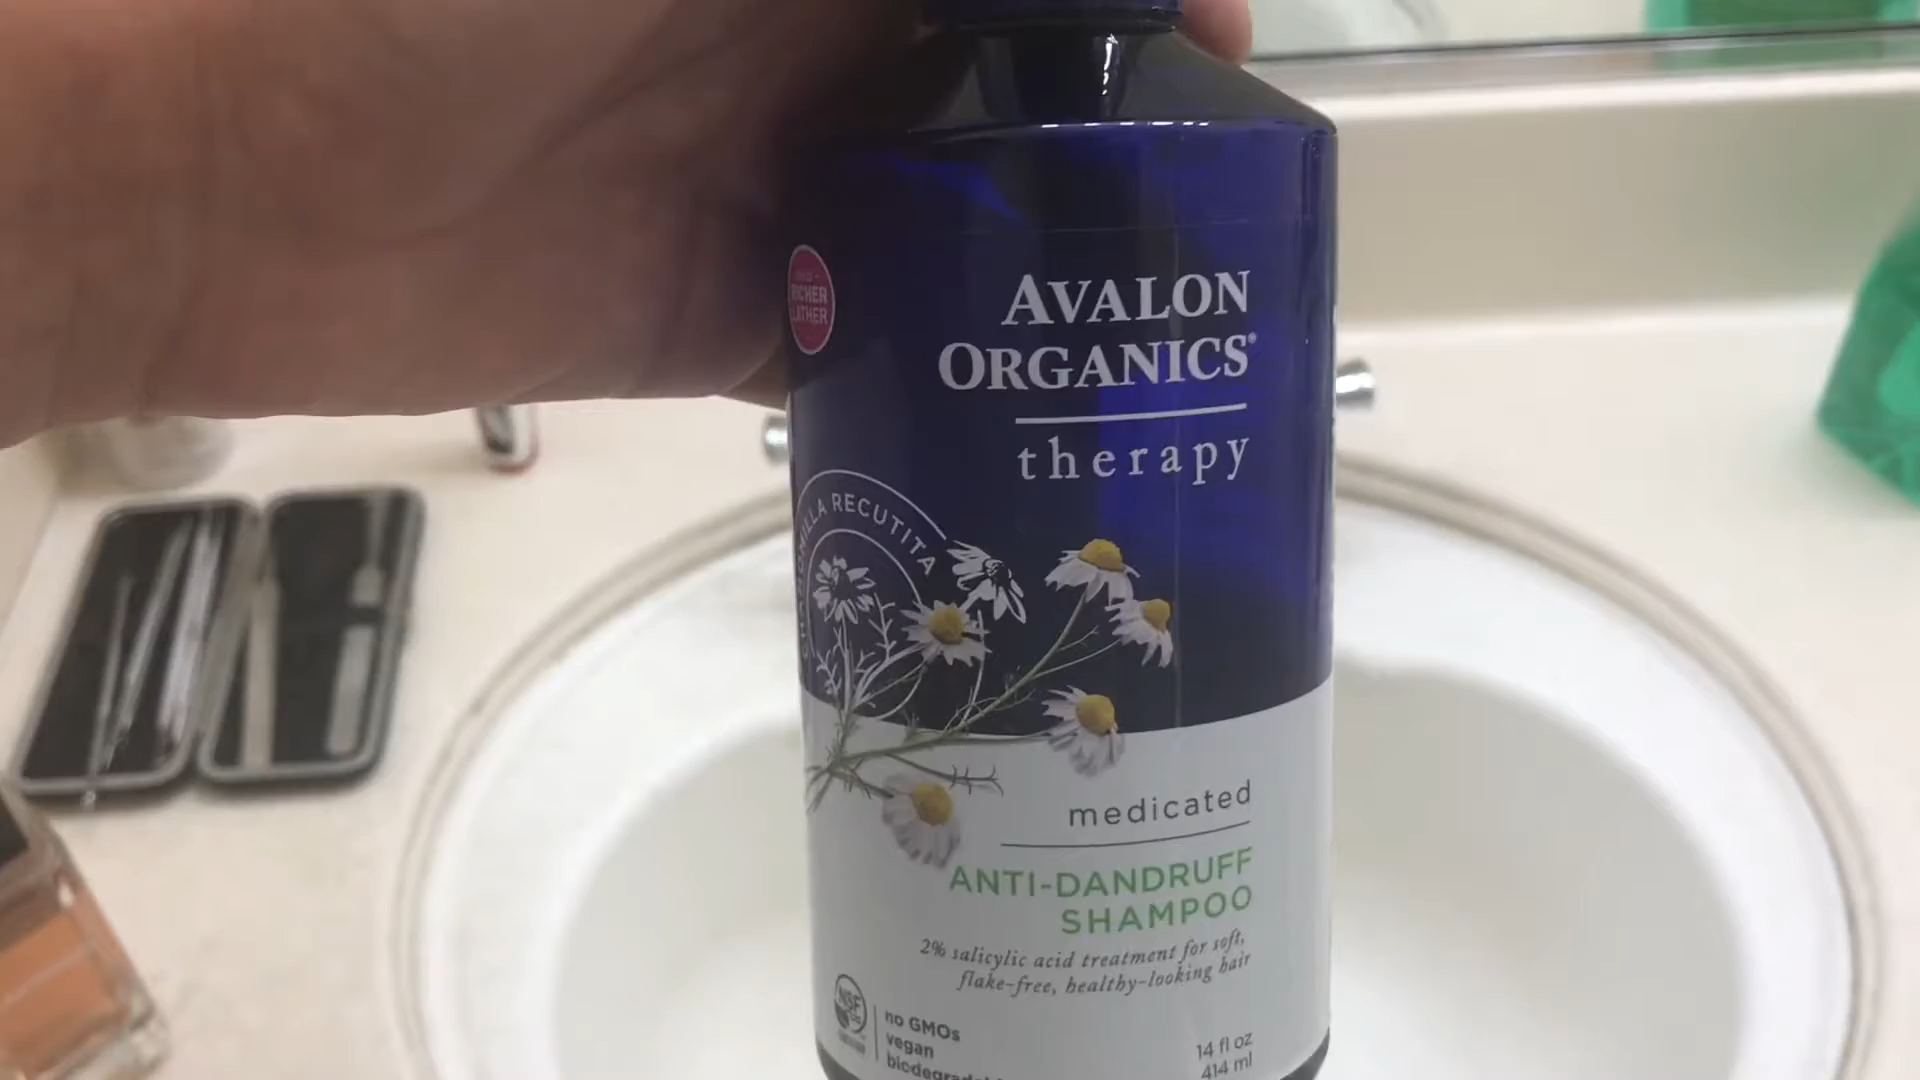 RICHER
LATHER
AVALON
ORGANICS®
therapy
RECUTITA
medicated
ANTI-DANDRUFF
SHAMPOO
2% salicylic acid treatment for soft,
flake-free, healthy-looking hair
NSF
no GMOs
vegan
14 fl oz
414 ml